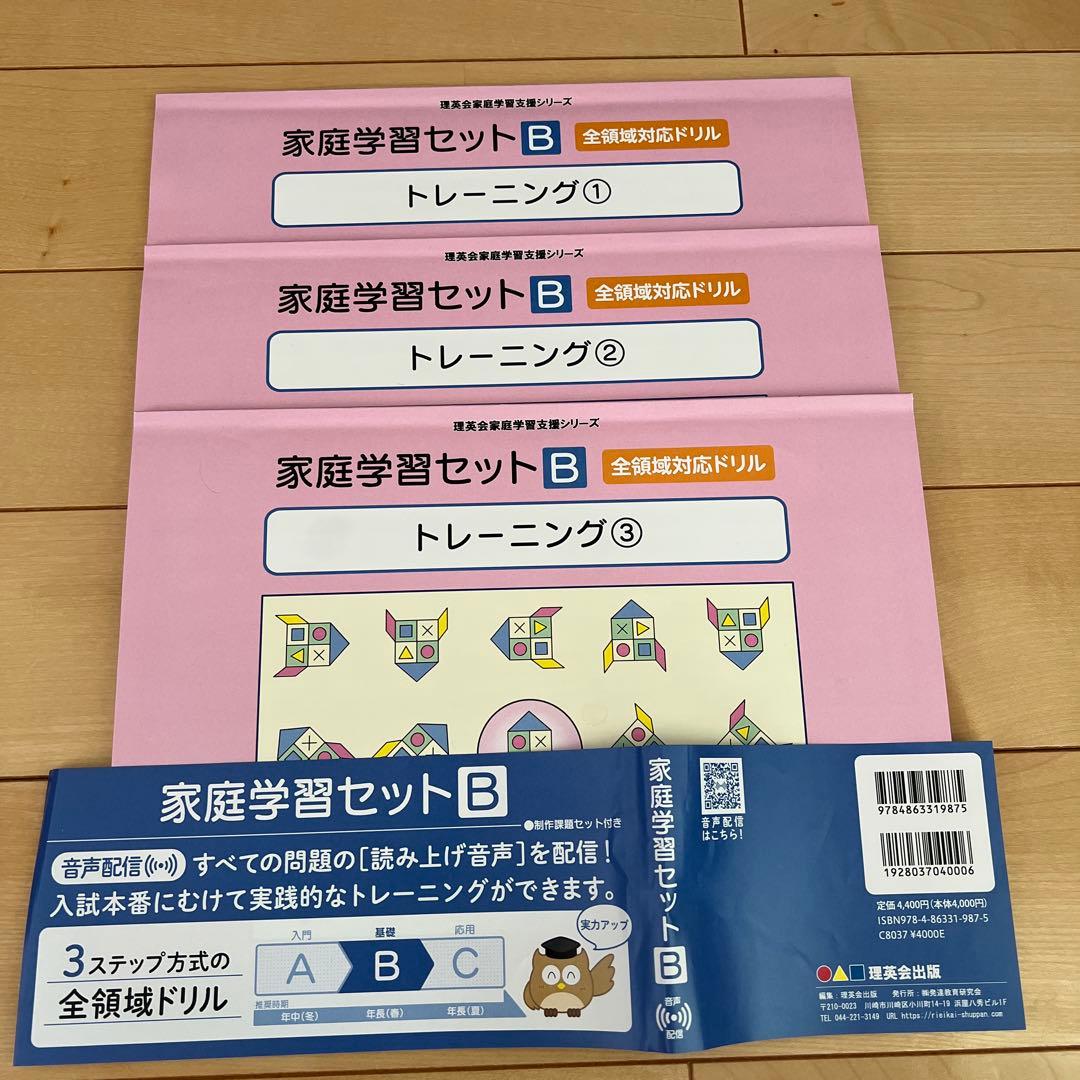 理英会家庭学習支援シリーズ
家庭学習セット B 全領域対応ドリル
トレーニング①
理英会家庭学習支援シリーズ
家庭学習セット B 全領域対応ドリル
トレーニング②
理英会家庭学習支援シリーズ
家庭学習セット B 全領域対応ドリル
トレーニング③
家庭学習セット B
●制作課題セット付き
音声配信 すべての問題の[読み上げ音声]を配信!
入試本番にむけて実践的なトレーニングができます。
3ステップ方式の
全領域ドリル
入門 基礎 応用
A B C
実力アップ
推奨時期
年中(冬) 年長(春) 年長(夏)
家庭学習セット B
音声
配信
音声配信
はこちら!
9784863319875
1928037040006
定価 4,400円(本体4,000円)
ISBN978-4-86331-987-5
C8037 ¥4000E
理英会出版
編集:理英会出版 発行所:㈱発達教育研究会
〒210-0023 川崎市川崎区小川町14-19 浜屋八秀ビル1F
TEL 044-221-3149 URL https://rieikai-shuppan.com